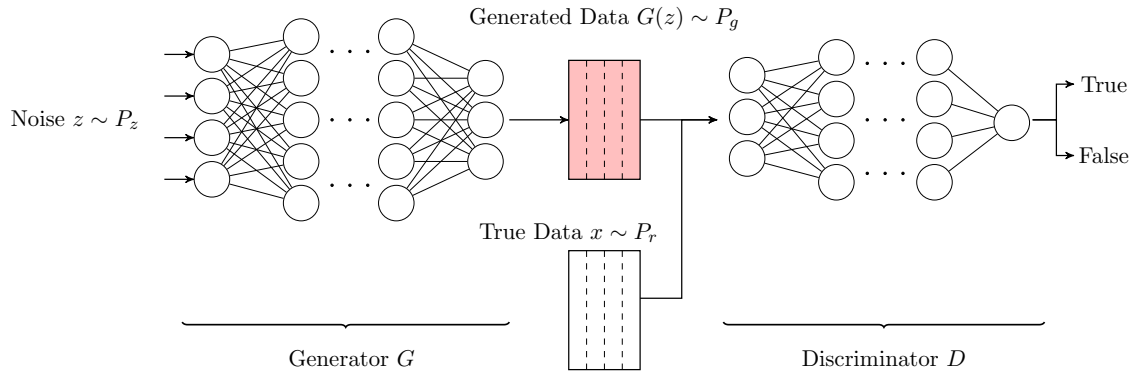 Generated Data G(z) ∼ P_g
Noise z ∼ P_z
True
False
True Data x ∼ P_r
Generator G
Discriminator D